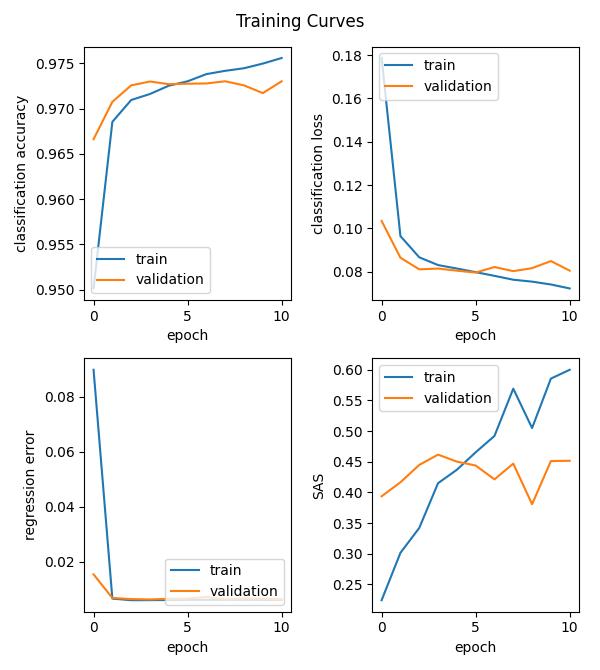 Training Curves
classification accuracy
0.975
0.970
0.965
0.960
0.955
0.950
train
validation
0
5
10
epoch
classification loss
0.18
0.16
0.14
0.12
0.10
0.08
train
validation
0
5
10
epoch
regression error
0.08
0.06
0.04
0.02
train
validation
0
5
10
epoch
SAS
0.60
0.55
0.50
0.45
0.40
0.35
0.30
0.25
train
validation
0
5
10
epoch